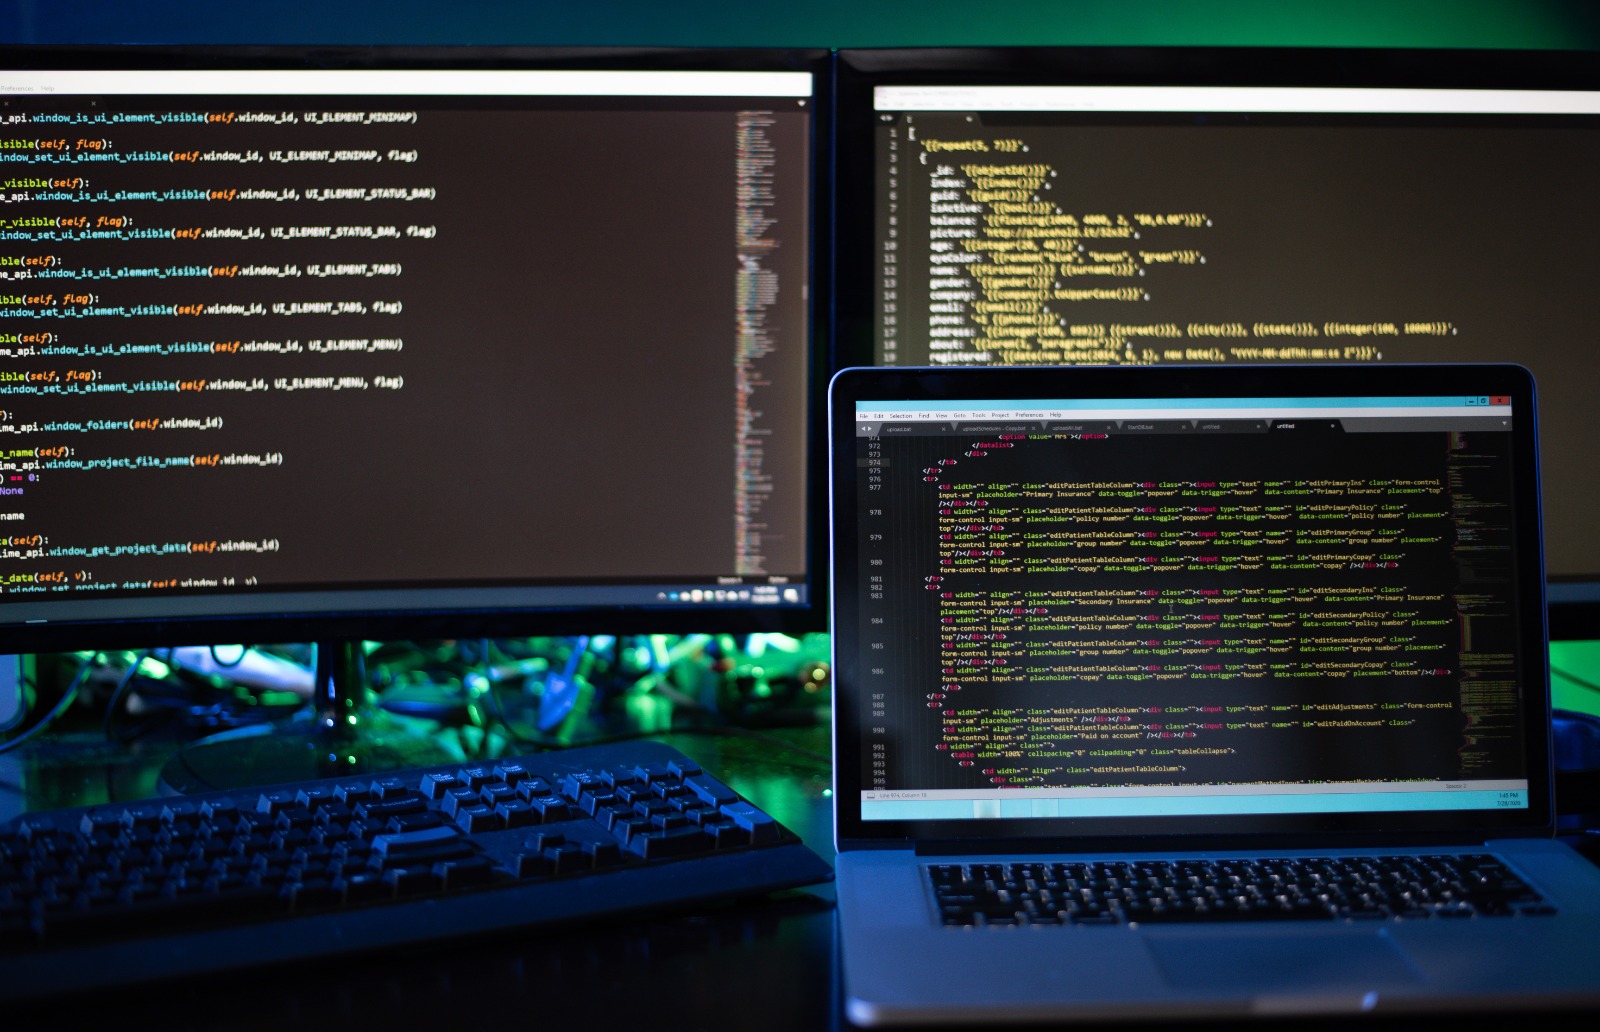 Preferences Help
e_api.window_is_ui_element_visible(self.window_id, UI_ELEMENT_MINIMAP)
isible(self, flag):
indow_set_ui_element_visible(self.window_id, UI_ELEMENT_MINIMAP, flag)
_visible(self):
e_api.window_is_ui_element_visible(self.window_id, UI_ELEMENT_STATUS_BAR)
r_visible(self, flag):
indow_set_ui_element_visible(self.window_id, UI_ELEMENT_STATUS_BAR, flag)
ible(self):
me_api.window_is_ui_element_visible(self.window_id, UI_ELEMENT_TABS)
ible(self, flag):
window_set_ui_element_visible(self.window_id, UI_ELEMENT_TABS, flag)
ble(self):
me_api.window_is_ui_element_visible(self.window_id, UI_ELEMENT_MENU)
ible(self, flag):
window_set_ui_element_visible(self.window_id, UI_ELEMENT_MENU, flag)
f):
ime_api.window_folders(self.window_id)
e_name(self):
ime_api.window_project_file_name(self.window_id)
) == 0:
None
name
ta(self):
lime_api.window_get_project_data(self.window_id)
t_data(self, v):
window_set_project_data(self.window_id, v)
1 [
2 '{{repeat(5, 7)}}',
3 {
4 _id: '{{objectId()}}',
5 index: '{{index()}}',
6 guid: '{{guid()}}',
7 isActive: '{{bool()}}',
8 balance: '{{floating(1000, 4000, 2, "$0,0.00")}}',
9 picture: 'http://placehold.it/32x32',
10 age: '{{integer(20, 40)}}',
11 eyeColor: '{{random("blue", "brown", "green")}}',
12 name: '{{firstName()}} {{surname()}}',
13 gender: '{{gender()}}',
14 company: '{{company().toUpperCase()}}',
15 email: '{{email()}}',
16 phone: '+1 {{phone()}}',
17 address: '{{integer(100, 999)}} {{street()}}, {{city()}}, {{state()}}, {{integer(100, 10000)}}',
18 about: '{{lorem(1, "paragraphs")}}',
19 registered: '{{date(new Date(2014, 0, 1), new Date(), "YYYY-MM-ddThh:mm:ss Z")}}',
File Edit Selection Find View Goto Tools Project Preferences Help
upload.bat uploadSchedules - Copy.bat uploadAll.bat StartDB.bat untitled untitled
971 <option value="Mrs"></option>
972 </datalist>
973 </div>
974 </td>
975 </tr>
976 <tr>
977 <td width="" align="" class="editPatientTableColumn"><div class=""><input type="text" name="" id="editPrimaryIns" class="form-control
input-sm" placeholder="Primary Insurance" data-toggle="popover" data-trigger="hover" data-content="Primary Insurance" placement="top"
/></div></td>
978 <td width="" align="" class="editPatientTableColumn"><div class=""><input type="text" name="" id="editPrimaryPolicy" class="
form-control input-sm" placeholder="policy number" data-toggle="popover" data-trigger="hover" data-content="policy number" placement="
top"/></div></td>
979 <td width="" align="" class="editPatientTableColumn"><div class=""><input type="text" name="" id="editPrimaryGroup" class="
form-control input-sm" placeholder="group number" data-toggle="popover" data-trigger="hover" data-content="group number" placement="
top"/></div></td>
980 <td width="" align="" class="editPatientTableColumn"><div class=""><input type="text" name="" id="editPrimaryCopay" class="
form-control input-sm" placeholder="copay" data-toggle="popover" data-trigger="hover" data-content="copay" /></div></td>
981 </tr>
982 <tr>
983 <td width="" align="" class="editPatientTableColumn"><div class=""><input type="text" name="" id="editSecondaryIns" class="
form-control input-sm" placeholder="Secondary Insurance" data-toggle="popover" data-trigger="hover" data-content="Primary Insurance"
placement="top"/></div></td>
984 <td width="" align="" class="editPatientTableColumn"><div class=""><input type="text" name="" id="editSecondaryPolicy" class="
form-control input-sm" placeholder="policy number" data-toggle="popover" data-trigger="hover" data-content="policy number" placement="
top"/></div></td>
985 <td width="" align="" class="editPatientTableColumn"><div class=""><input type="text" name="" id="editSecondaryGroup" class="
form-control input-sm" placeholder="group number" data-toggle="popover" data-trigger="hover" data-content="group number" placement="
top"/></div></td>
986 <td width="" align="" class="editPatientTableColumn"><div class=""><input type="text" name="" id="editSecondaryCopay" class="
form-control input-sm" placeholder="copay" data-toggle="popover" data-trigger="hover" data-content="copay" placement="bottom"/></div>
</td>
987 </tr>
988 <tr>
989 <td width="" align="" class="editPatientTableColumn"><div class=""><input type="text" name="" id="editAdjustments" class="form-control
input-sm" placeholder="Adjustments" /></div></td>
990 <td width="" align="" class="editPatientTableColumn"><div class=""><input type="text" name="" id="editPaidOnAccount" class="
form-control input-sm" placeholder="Paid on account" /></div></td>
991 <td width="" align="" class="">
992 <table width="100%" cellspacing="0" cellpadding="0" class="tableCollapse">
993 <tr>
994 <td width="" align="" class="editPatientTableColumn">
995 <div class="">
Line 974, Column 18
1:45 PM
7/28/2020